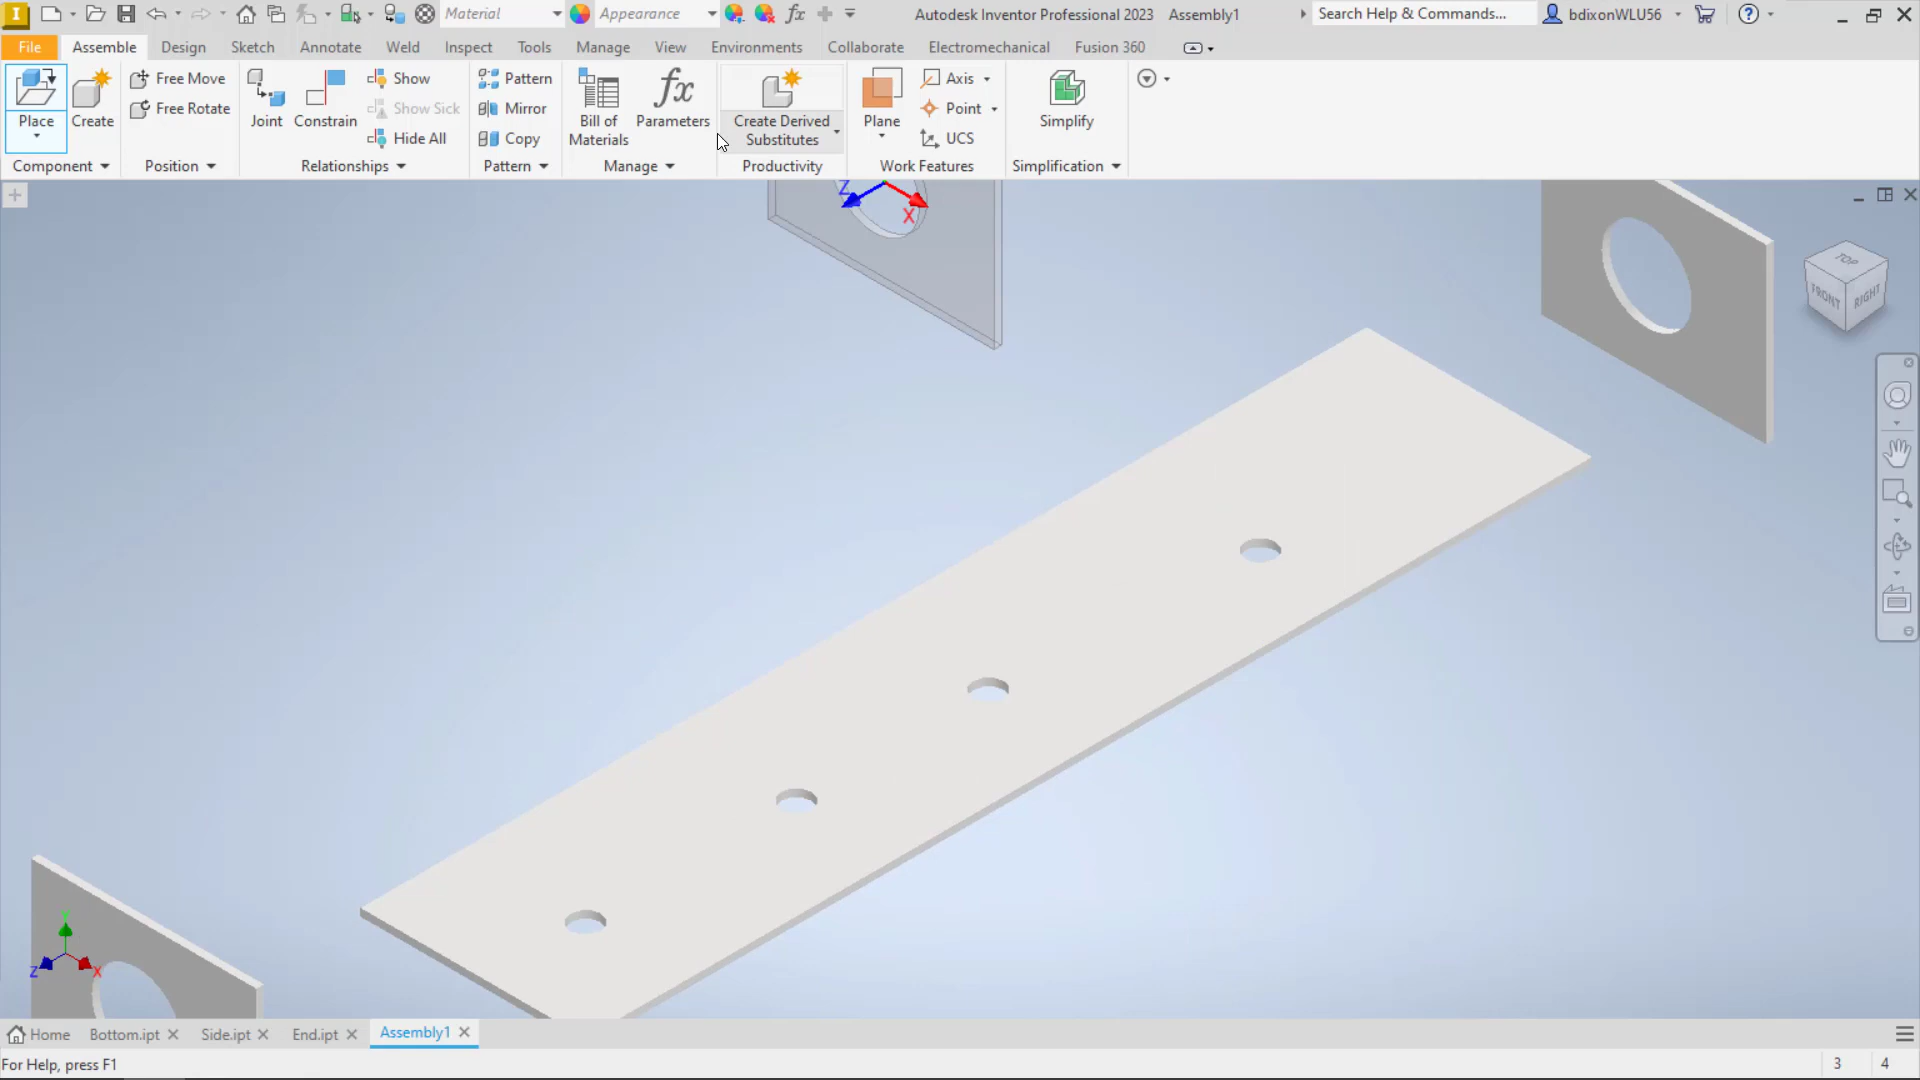 Material
Appearance
fx
Autodesk Inventor Professional 2023 Assembly1
Search Help & Commands...
bdixonWLU56
?
File
Assemble
Design
Sketch
Annotate
Weld
Inspect
Tools
Manage
View
Environments
Collaborate
Electromechanical
Fusion 360
Place
Create
Free Move
Free Rotate
Joint
Constrain
Show
Show Sick
Hide All
Pattern
Mirror
Copy
Bill of
Materials
fx
Parameters
Create Derived
Substitutes
Plane
Axis
Point
UCS
Simplify
Component
Position
Relationships
Pattern
Manage
Productivity
Work Features
Simplification
Z
X
TOP
FRONT
RIGHT
Y
Z
X
Home
Bottom.ipt
Side.ipt
End.ipt
Assembly1
For Help, press F1
3
4